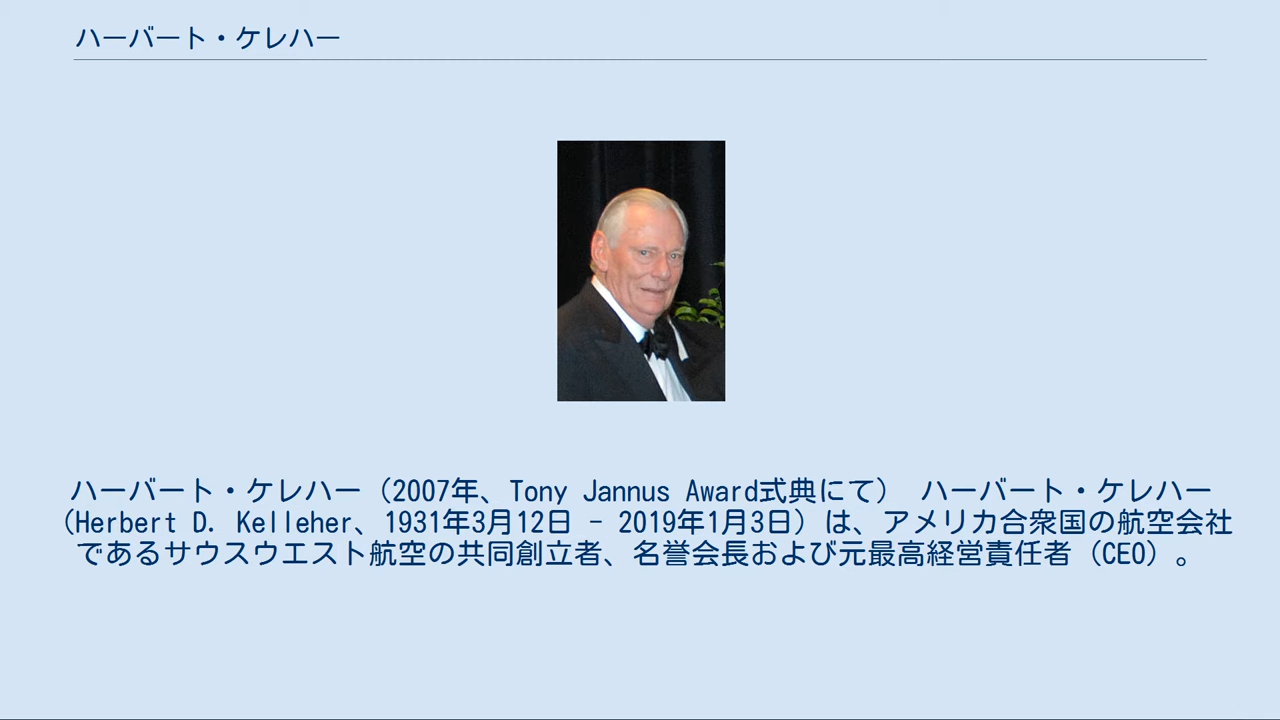 ハーバート・ケレハー
ハーバート・ケレハー（2007年、Tony Jannus Award式典にて） ハーバート・ケレハー
（Herbert D. Kelleher、1931年3月12日 - 2019年1月3日）は、アメリカ合衆国の航空会社
であるサウスウエスト航空の共同創立者、名誉会長および元最高経営責任者（CEO）。